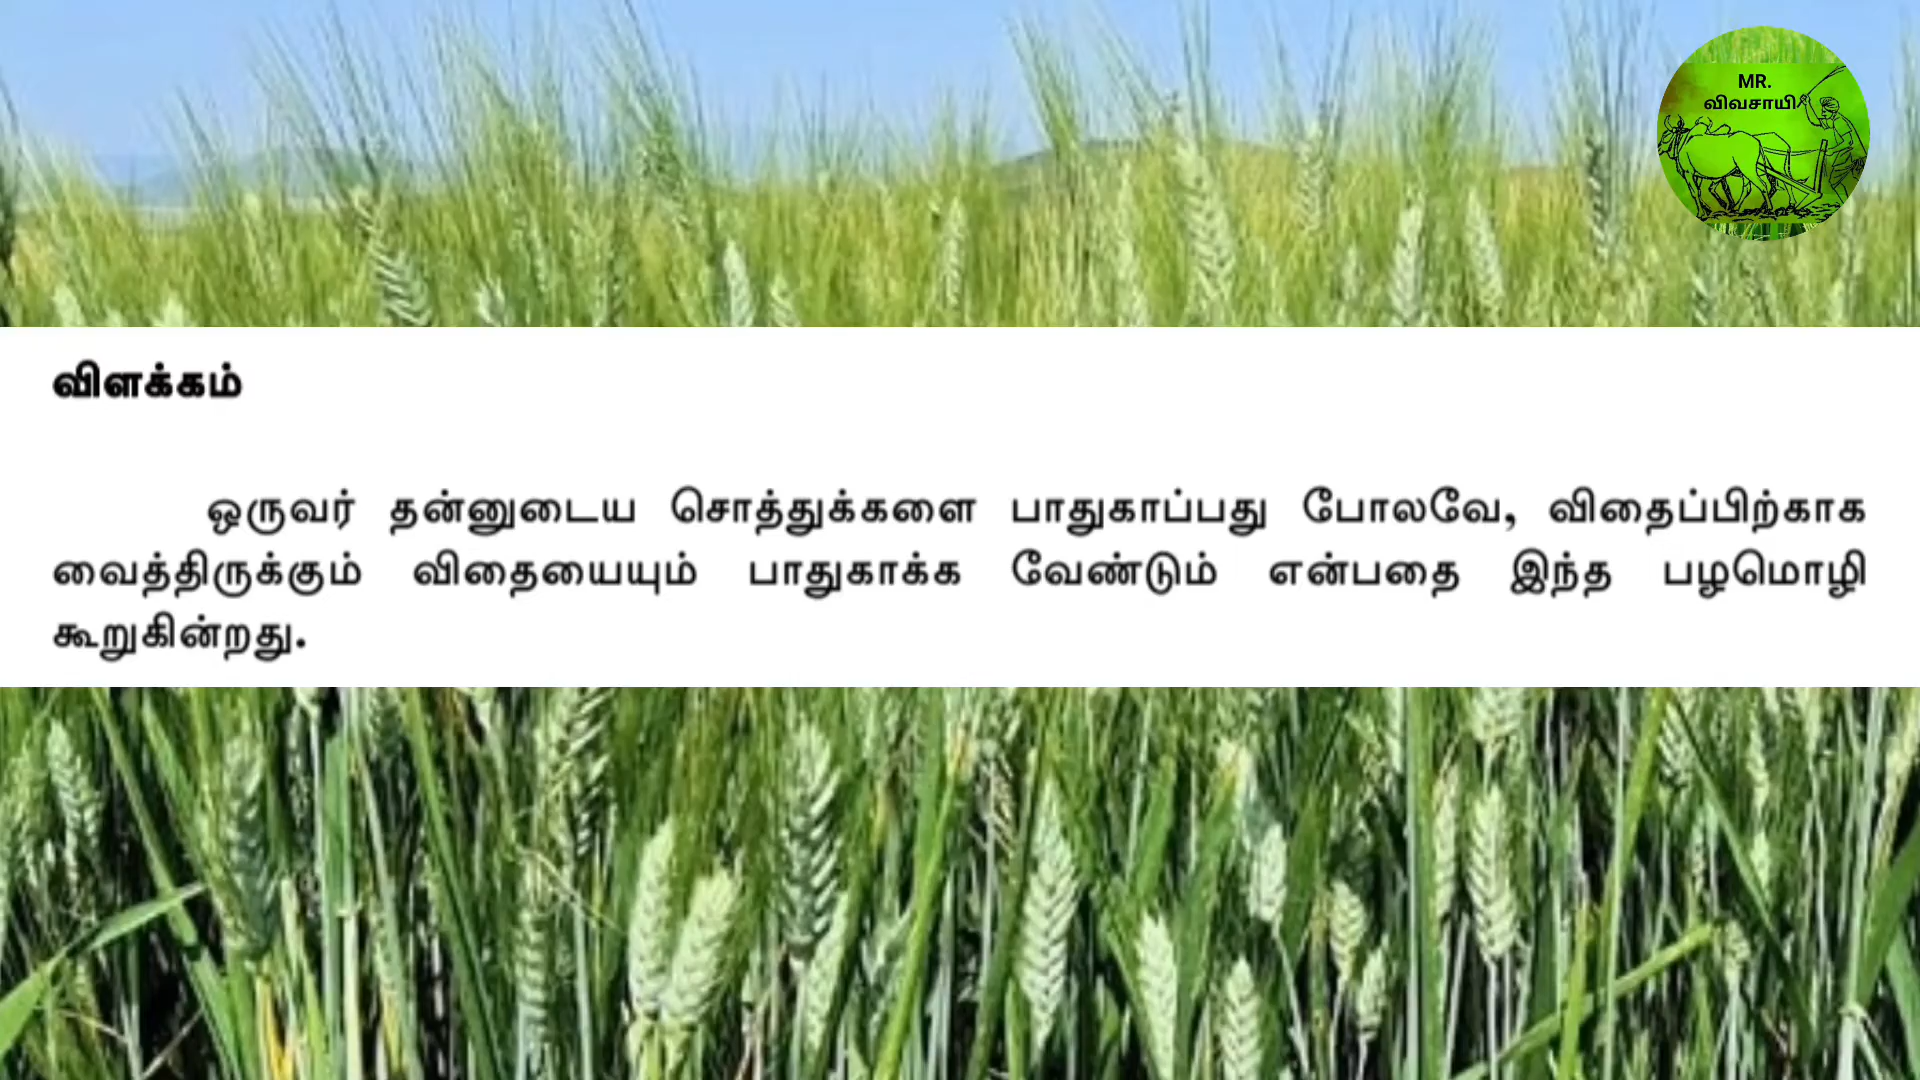 MR.
விவசாயி
விளக்கம்
ஒருவர் தன்னுடைய சொத்துக்களை பாதுகாப்பது போலவே, விதைப்பிற்காக
வைத்திருக்கும் விதையையும் பாதுகாக்க வேண்டும் என்பதை இந்த பழமொழி
கூறுகின்றது.